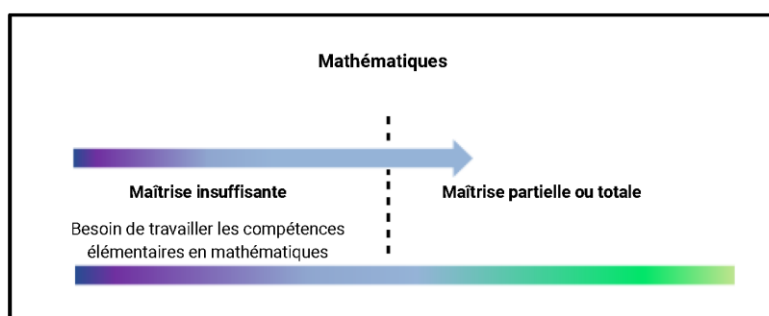 Mathématiques
Maîtrise insuffisante
Maîtrise partielle ou totale
Besoin de travailler les compétences
élémentaires en mathématiques